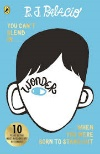 R.J. PALACIO
YOU CAN'T
BLEND
IN
WONDER
WHEN
YOU WERE
BORN TO STAND OUT
10